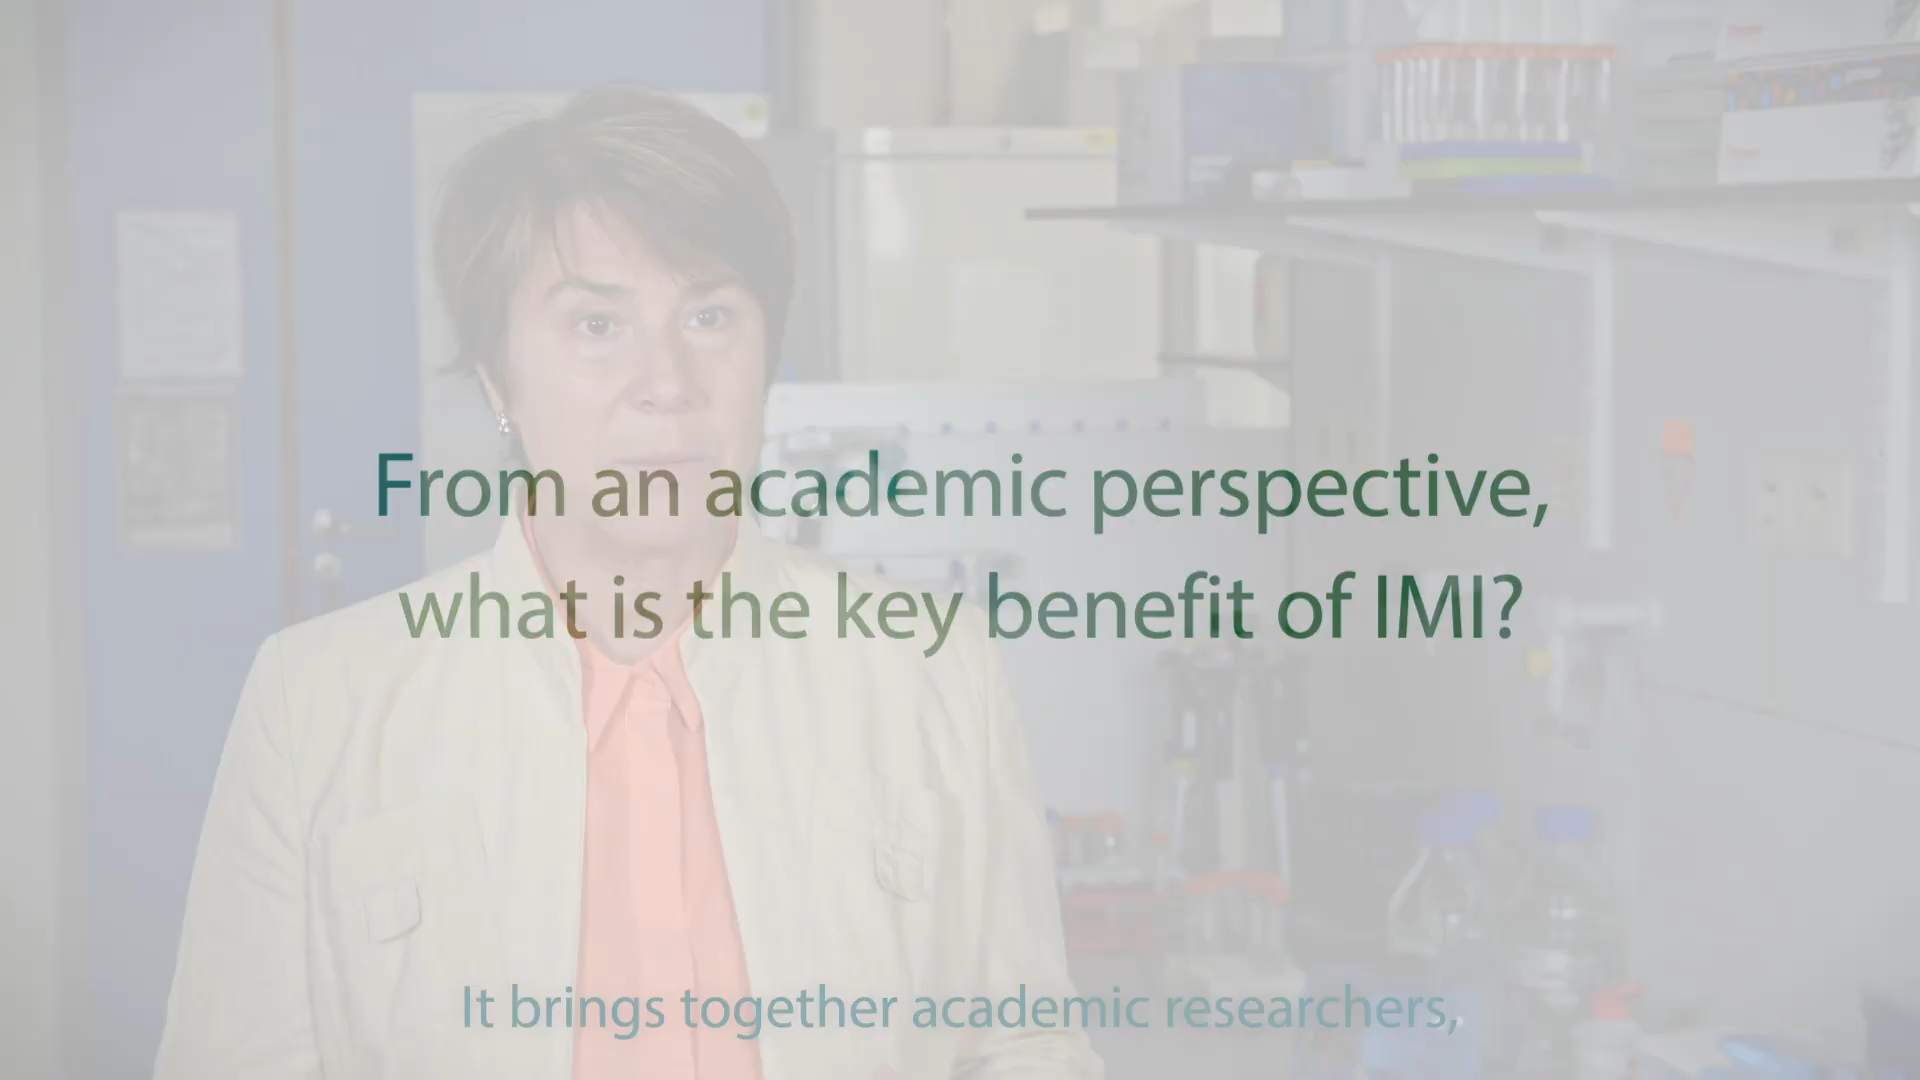 From an academic perspective,
what is the key benefit of IMI?
It brings together academic researchers,